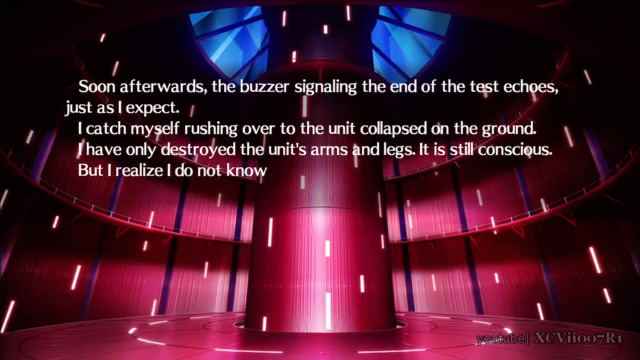 Soon afterwards, the buzzer signaling the end of the test echoes,
just as I expect.
I catch myself rushing over to the unit collapsed on the ground.
I have only destroyed the unit's arms and legs. It is still conscious.
But I realize I do not know
youtube| XCVii007R1